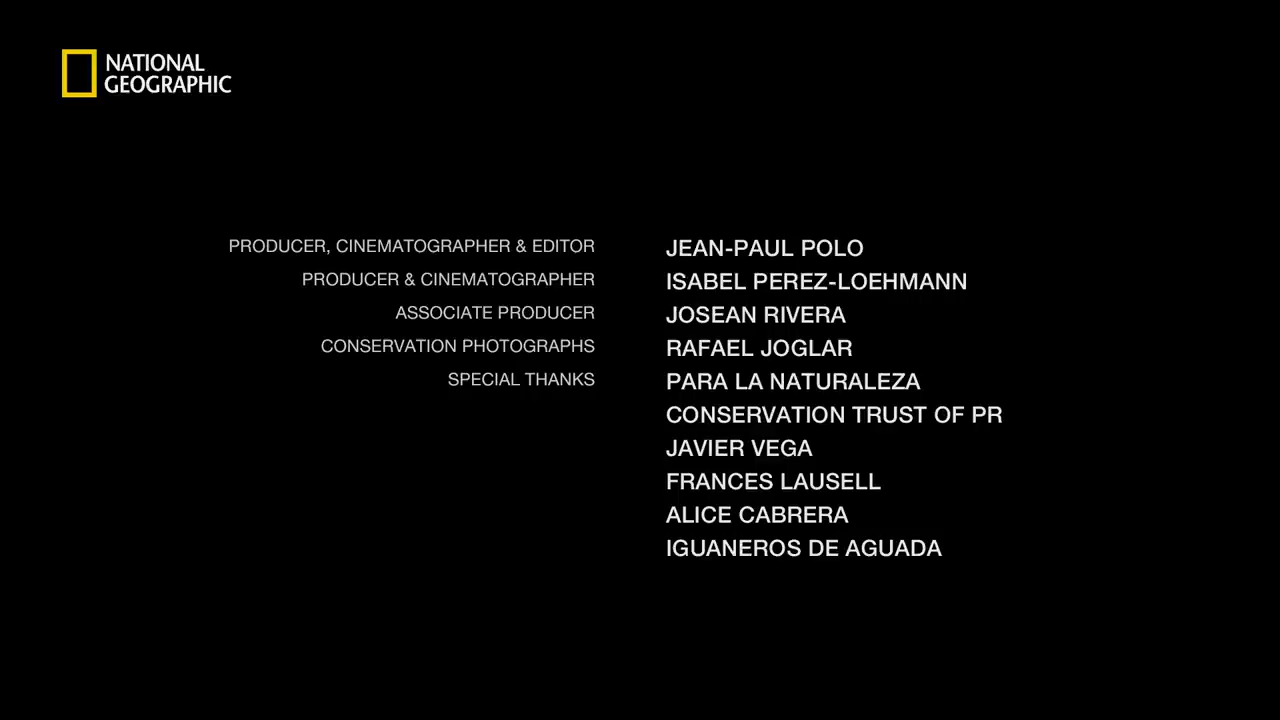 NATIONAL
GEOGRAPHIC
PRODUCER, CINEMATOGRAPHER & EDITOR JEAN-PAUL POLO
PRODUCER & CINEMATOGRAPHER ISABEL PEREZ-LOEHMANN
ASSOCIATE PRODUCER JOSEAN RIVERA
CONSERVATION PHOTOGRAPHS RAFAEL JOGLAR
SPECIAL THANKS PARA LA NATURALEZA
CONSERVATION TRUST OF PR
JAVIER VEGA
FRANCES LAUSELL
ALICE CABRERA
IGUANEROS DE AGUADA